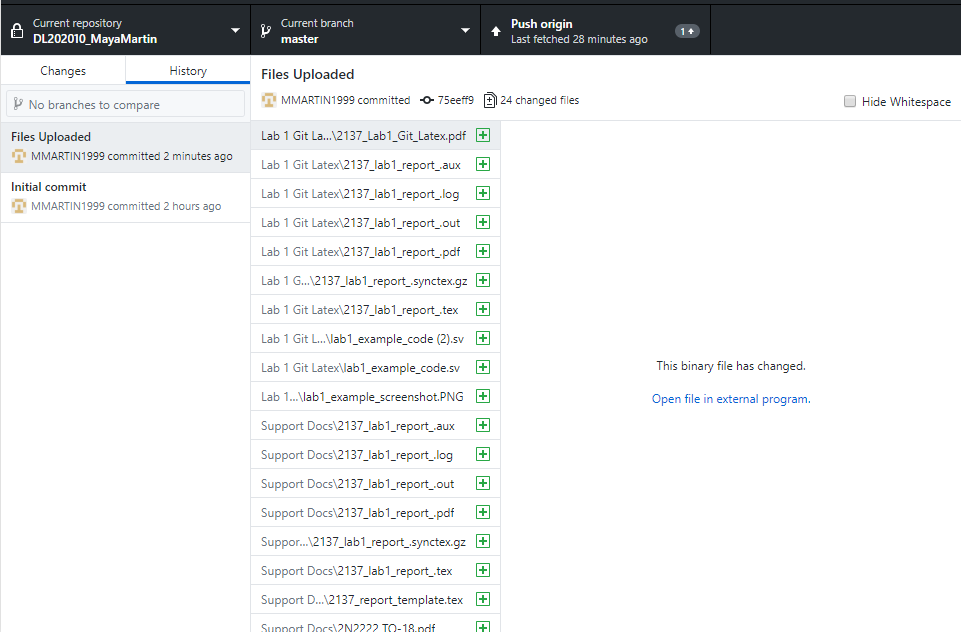 Current repository
DL202010_MayaMartin
Current branch
master
Push origin
Last fetched 28 minutes ago
1
Changes
History
No branches to compare
Files Uploaded
MMARTIN1999 committed 2 minutes ago
Initial commit
MMARTIN1999 committed 2 hours ago
Files Uploaded
MMARTIN1999 committed 75eeff9 24 changed files
Hide Whitespace
Lab 1 Git La...\2137_Lab1_Git_Latex.pdf
Lab 1 Git Latex\2137_lab1_report_.aux
Lab 1 Git Latex\2137_lab1_report_.log
Lab 1 Git Latex\2137_lab1_report_.out
Lab 1 Git Latex\2137_lab1_report_.pdf
Lab 1 G...\2137_lab1_report_.synctex.gz
Lab 1 Git Latex\2137_lab1_report_.tex
Lab 1 Git L...\lab1_example_code (2).sv
Lab 1 Git Latex\lab1_example_code.sv
Lab 1...\lab1_example_screenshot.PNG
Support Docs\2137_lab1_report_.aux
Support Docs\2137_lab1_report_.log
Support Docs\2137_lab1_report_.out
Support Docs\2137_lab1_report_.pdf
Suppor...\2137_lab1_report_.synctex.gz
Support Docs\2137_lab1_report_.tex
Support D...\2137_report_template.tex
Support Docs\2N2222 TO-18.pdf
This binary file has changed.
Open file in external program.